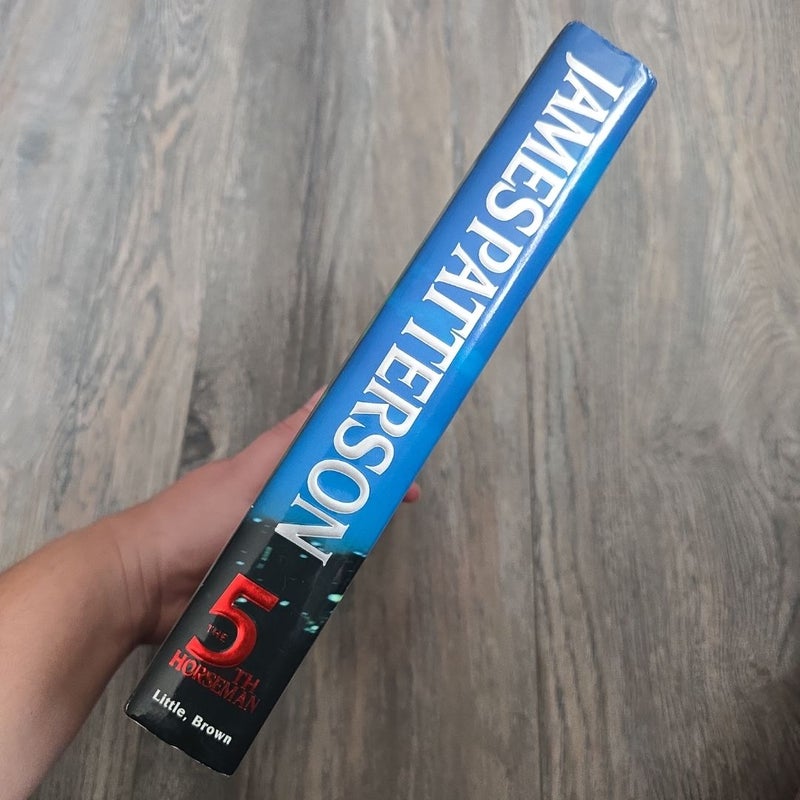 JAMES PATTERSON
THE
5TH
HORSEMAN
Little, Brown